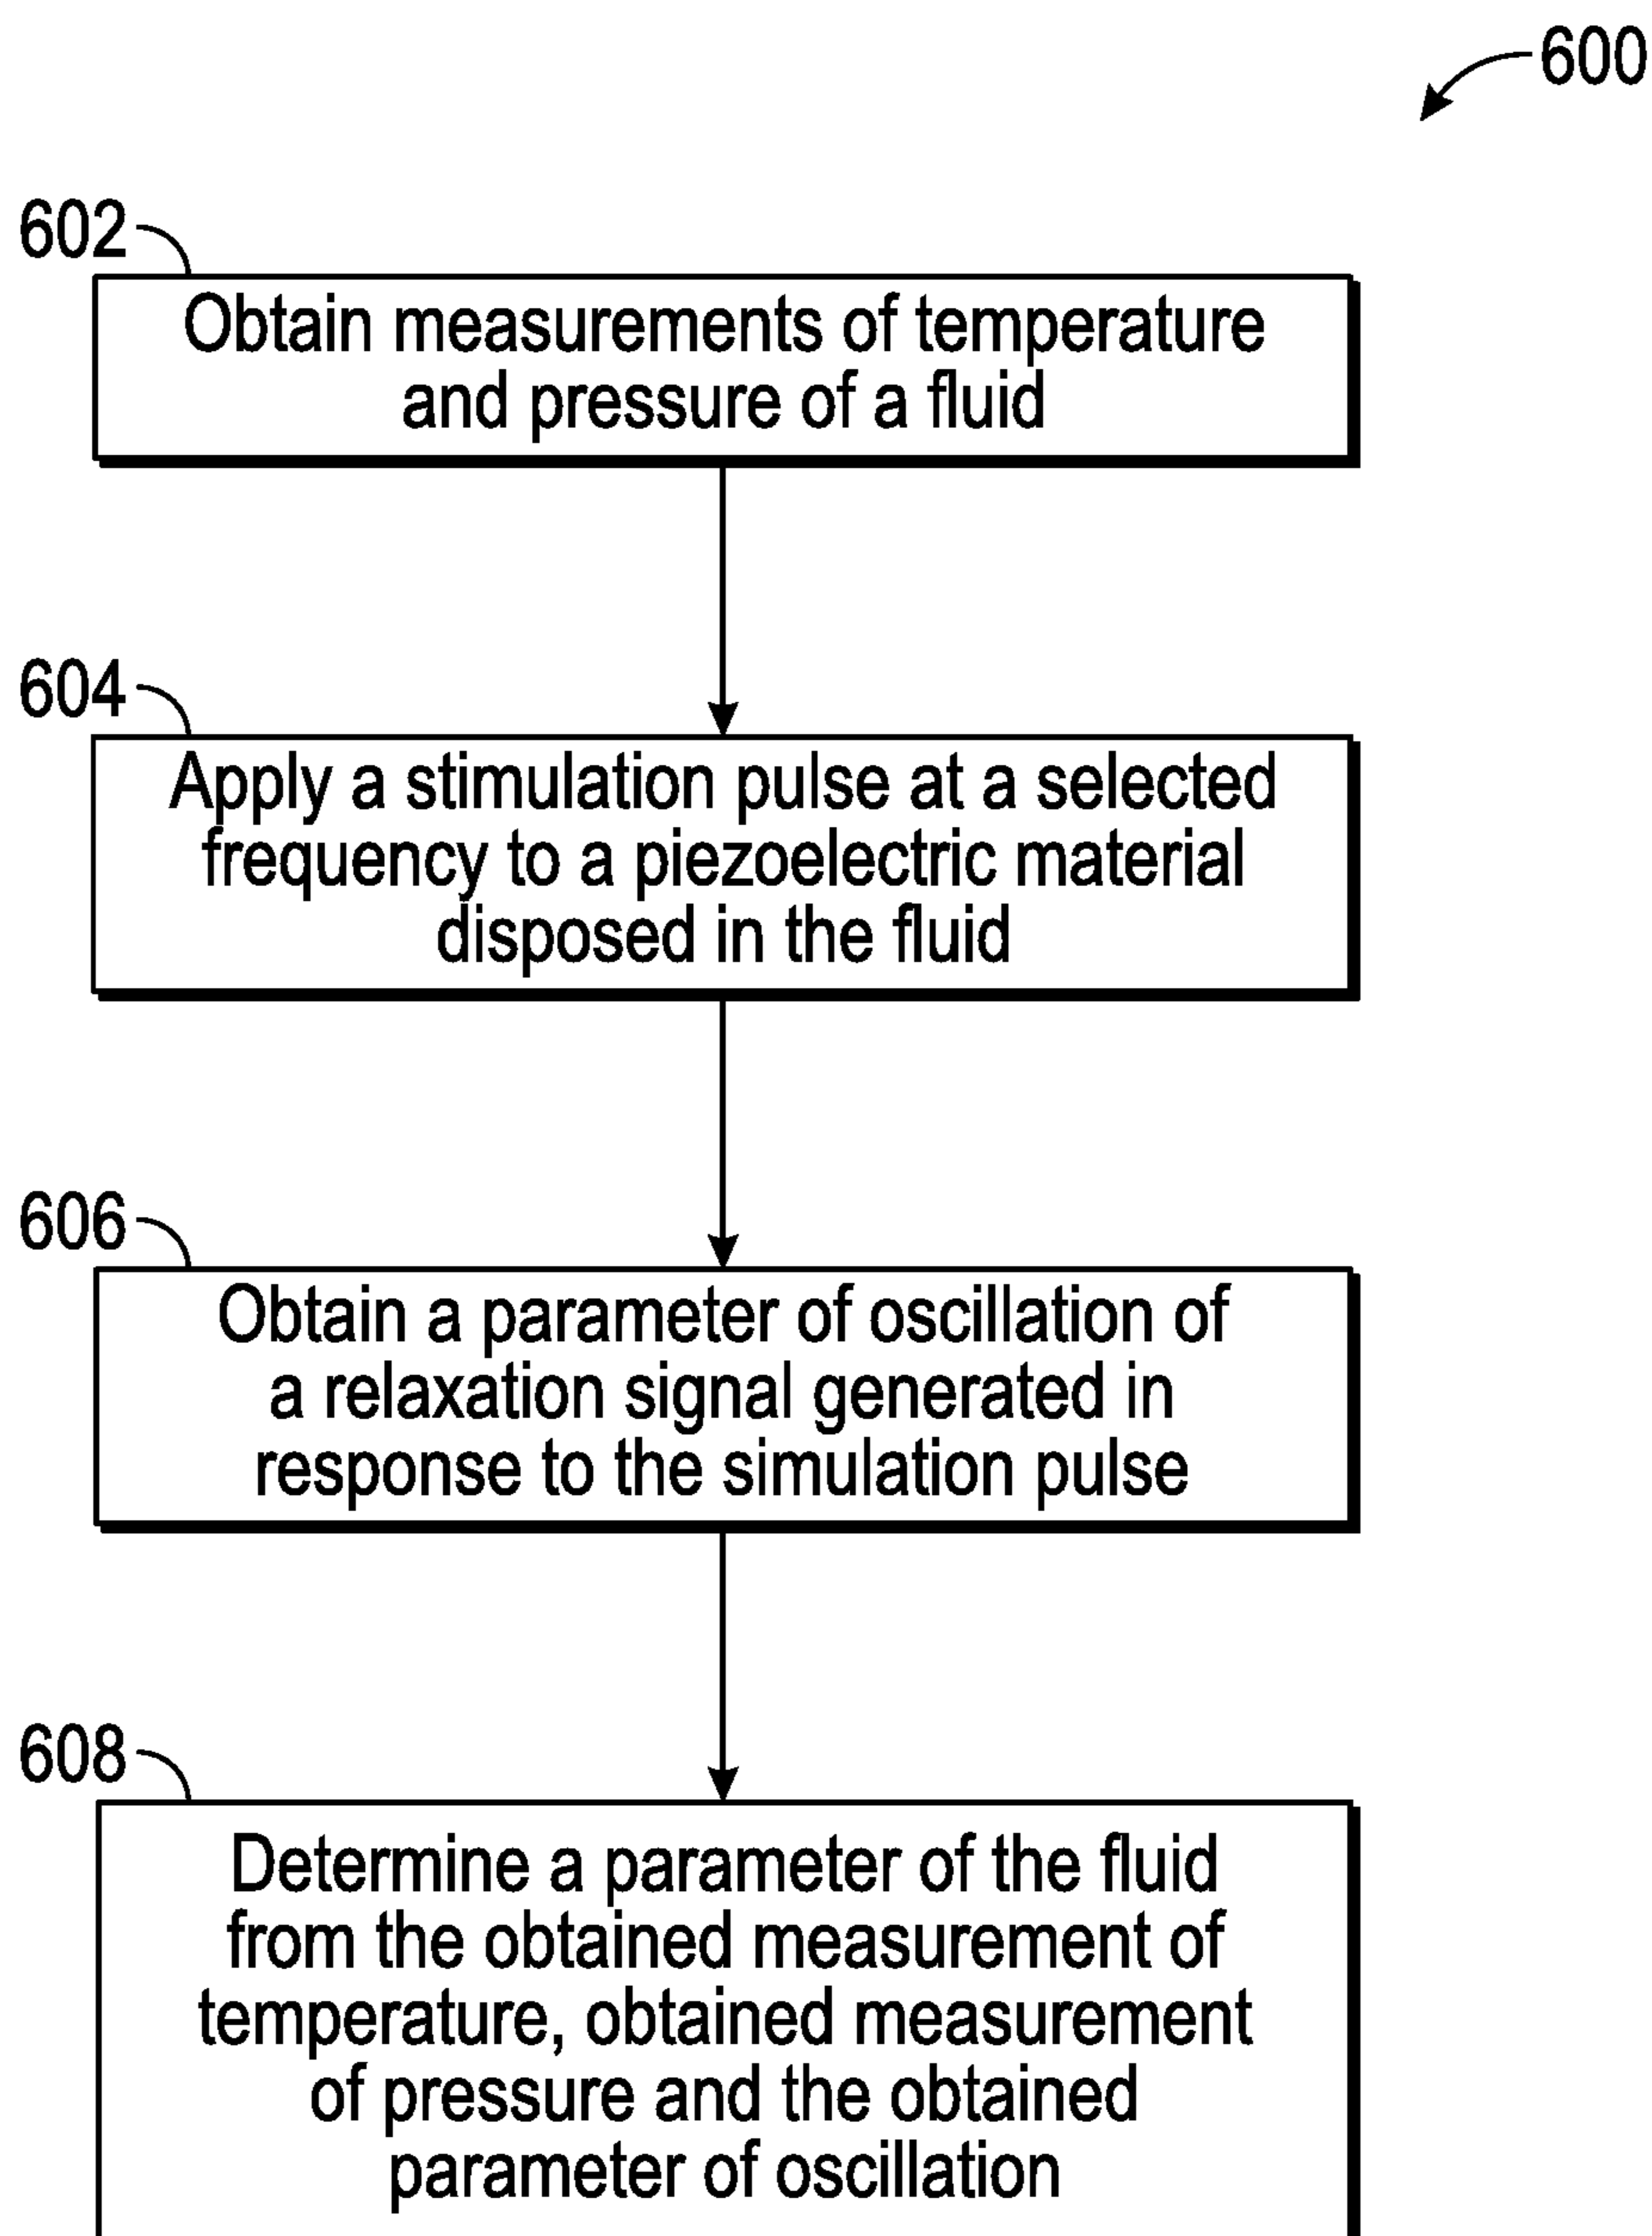 600
602
Obtain measurements of temperature
and pressure of a fluid
604
Apply a stimulation pulse at a selected
frequency to a piezoelectric material
disposed in the fluid
606
Obtain a parameter of oscillation of
a relaxation signal generated in
response to the simulation pulse
608
Determine a parameter of the fluid
from the obtained measurement of
temperature, obtained measurement
of pressure and the obtained
parameter of oscillation